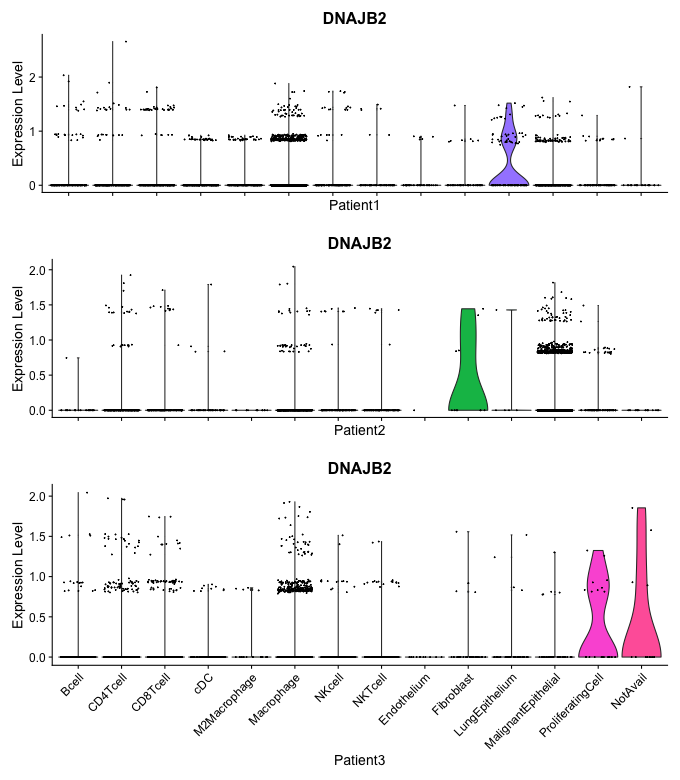 DNAJB2
Expression Level
2
1
0
Patient1
DNAJB2
Expression Level
2.0
1.5
1.0
0.5
0.0
Patient2
DNAJB2
Expression Level
2.0
1.5
1.0
0.5
0.0
Bcell
CD4Tcell
CD8Tcell
cDC
M2Macrophage
Macrophage
NKcell
NKTcell
Endothelium
Fibroblast
LungEpithelium
MalignantEpithelial
ProliferatingCell
NotAvail
Patient3